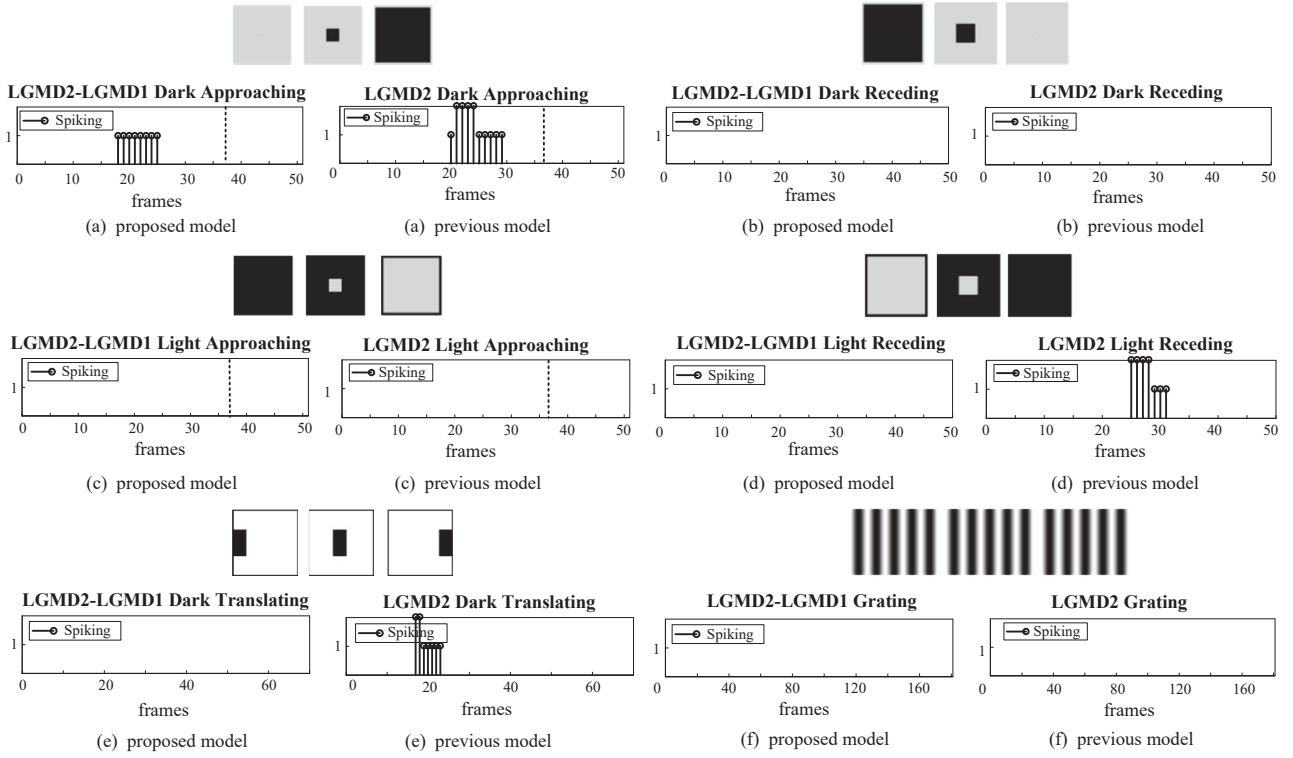 LGMD2-LGMD1 Dark Approaching
Spiking
1
0 10 20 30 40 50
frames
(a) proposed model
LGMD2 Dark Approaching
Spiking
1
0 10 20 30 40 50
frames
(a) previous model
LGMD2-LGMD1 Dark Receding
Spiking
1
0 10 20 30 40 50
frames
(b) proposed model
LGMD2 Dark Receding
Spiking
1
0 10 20 30 40 50
frames
(b) previous model
LGMD2-LGMD1 Light Approaching
Spiking
1
0 10 20 30 40 50
frames
(c) proposed model
LGMD2 Light Approaching
Spiking
1
0 10 20 30 40 50
frames
(c) previous model
LGMD2-LGMD1 Light Receding
Spiking
1
0 10 20 30 40 50
frames
(d) proposed model
LGMD2 Light Receding
Spiking
1
0 10 20 30 40 50
frames
(d) previous model
LGMD2-LGMD1 Dark Translating
Spiking
1
0 20 40 60
frames
(e) proposed model
LGMD2 Dark Translating
Spiking
1
0 20 40 60
frames
(e) previous model
LGMD2-LGMD1 Grating
Spiking
1
0 40 80 120 160
frames
(f) proposed model
LGMD2 Grating
Spiking
1
0 40 80 120 160
frames
(f) previous model